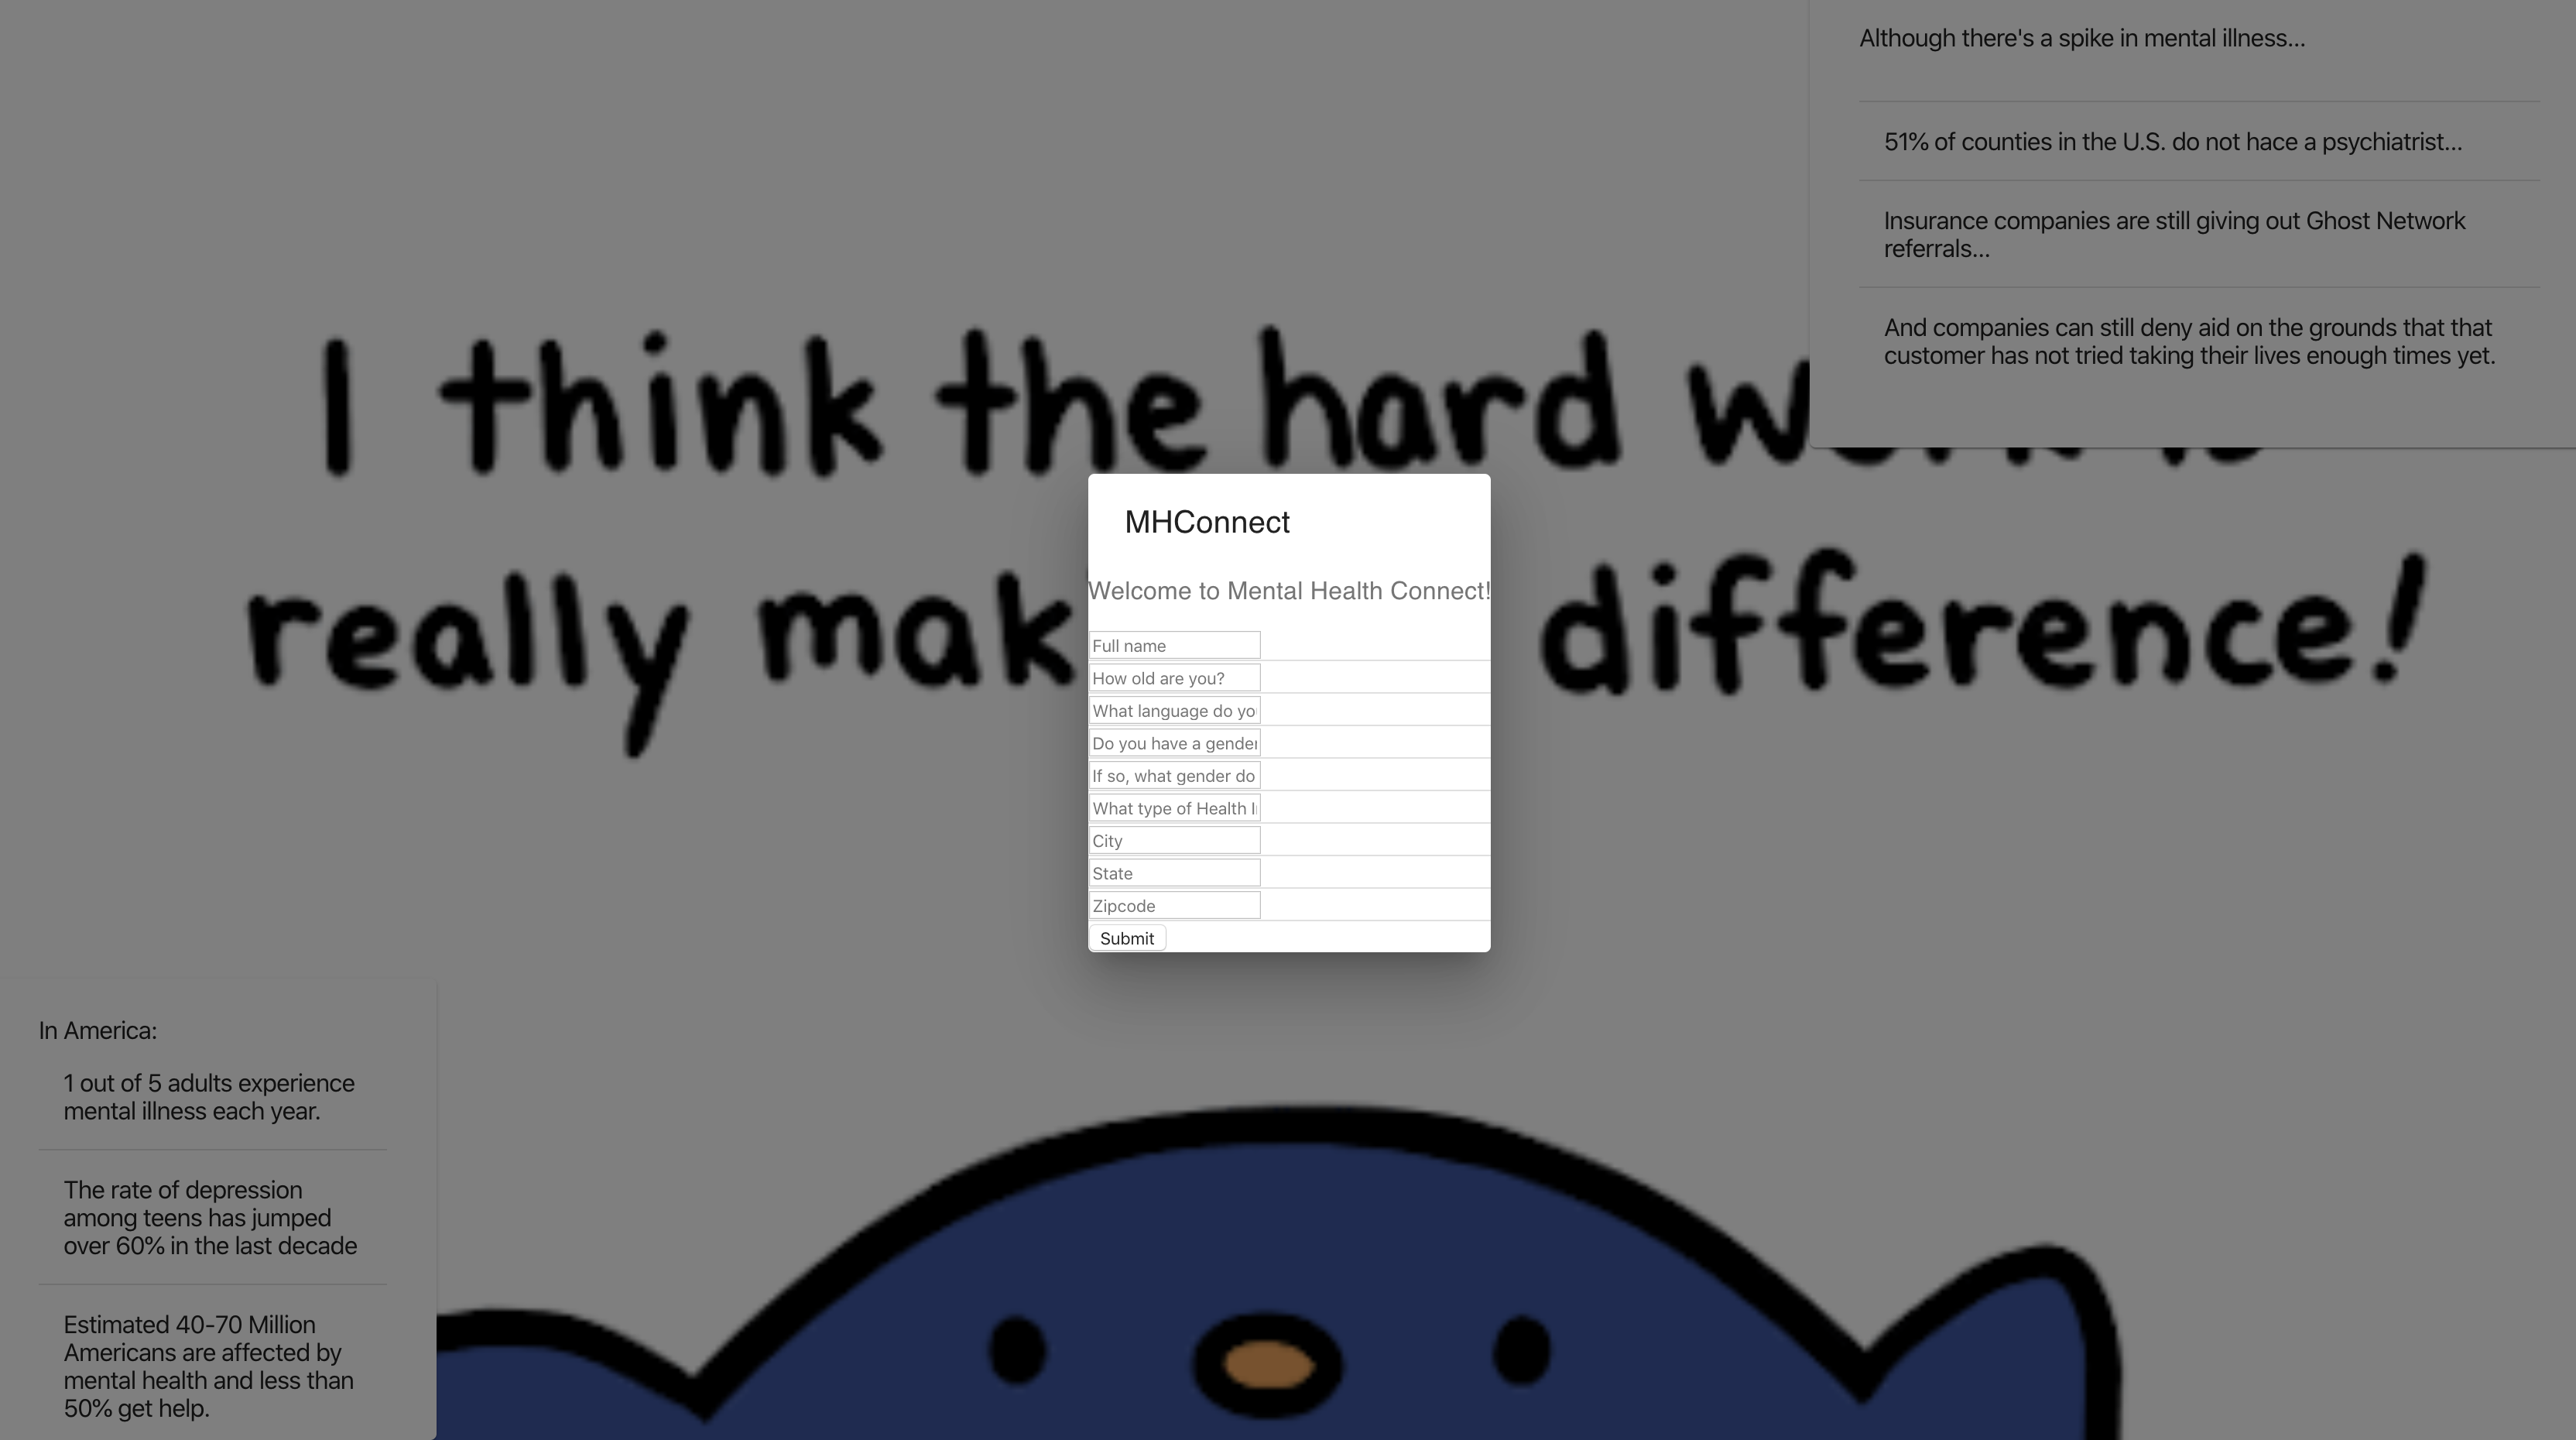 Although there's a spike in mental illness...
51% of counties in the U.S. do not hace a psychiatrist...
Insurance companies are still giving out Ghost Network
referrals...
And companies can still deny aid on the grounds that that
customer has not tried taking their lives enough times yet.
I think the hard
really mak difference!
MHConnect
Welcome to Mental Health Connect!
Full name
How old are you?
What language do yo
Do you have a gender
If so, what gender do
What type of Health
City
State
Zipcode
Submit
In America:
1 out of 5 adults experience
mental illness each year.
The rate of depression
among teens has jumped
over 60% in the last decade
Estimated 40-70 Million
Americans are affected by
mental health and less than
50% get help.